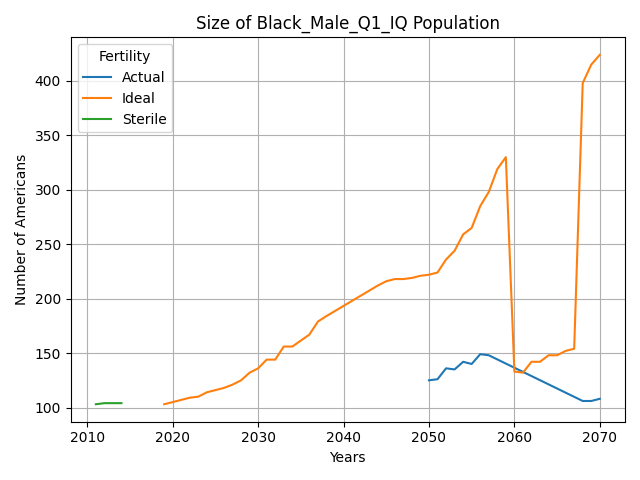 Size of Black_Male_Q1_IQ Population
Fertility
Actual
Ideal
Sterile
Number of Americans
400
350
300
250
200
150
100
2010 2020 2030 2040 2050 2060 2070
Years